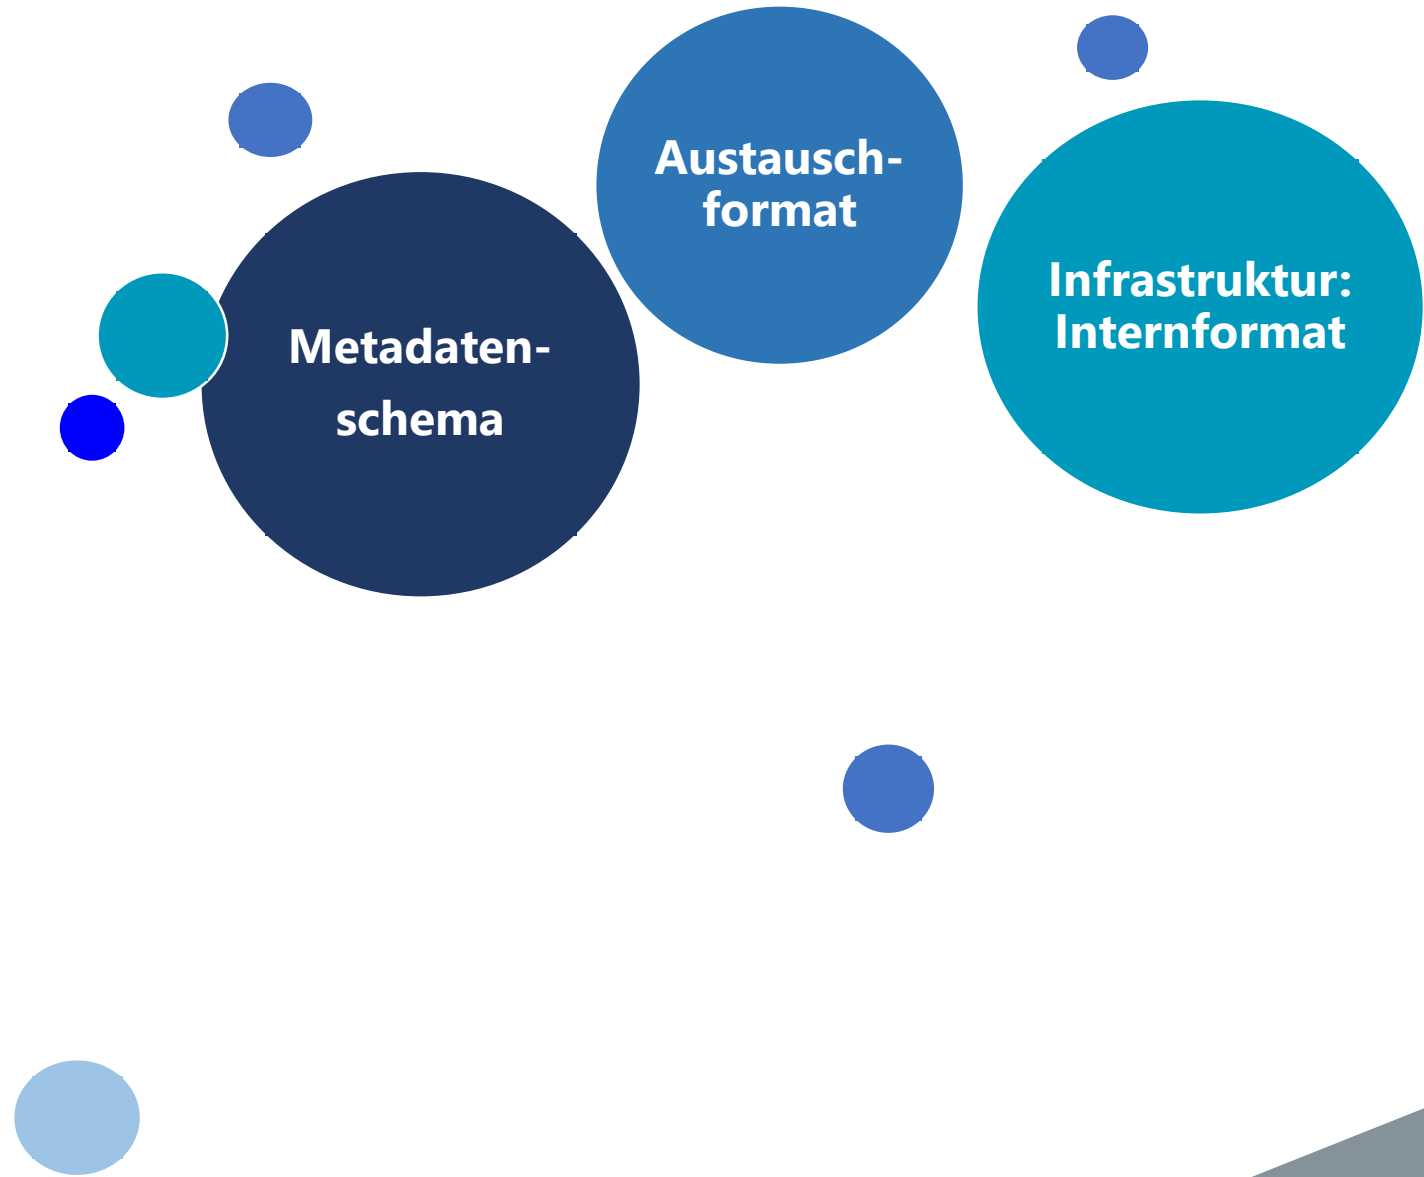 Metadaten-
schema
Austausch-
format
Infrastruktur:
Internformat